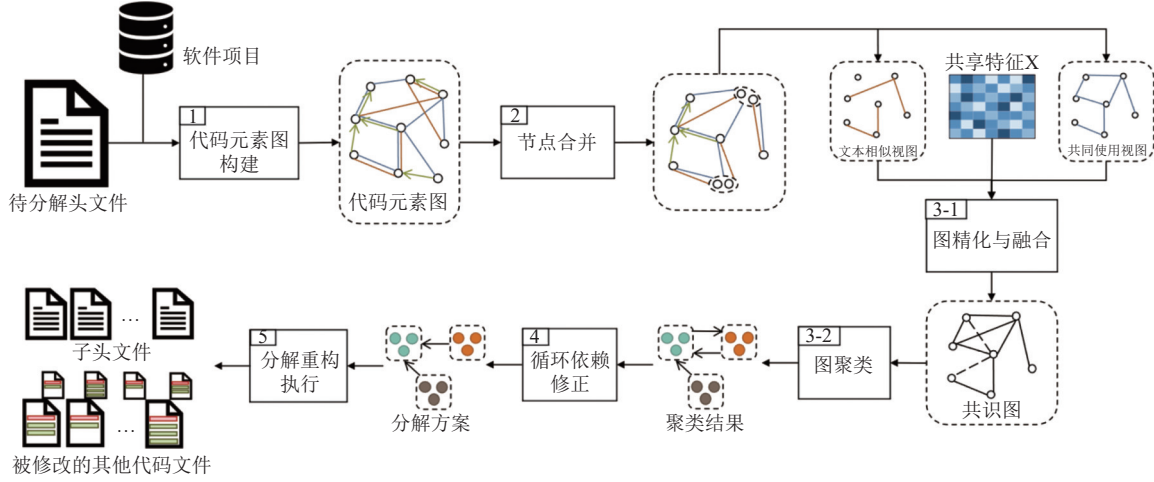 软件项目
待分解头文件
1
代码元素图
构建
代码元素图
2
节点合并
文本相似视图
共享特征X
共同使用视图
3-1
图精化与融合
共识图
3-2
图聚类
聚类结果
4
循环依赖
修正
分解方案
5
分解重构
执行
...
子头文件
...
被修改的其他代码文件